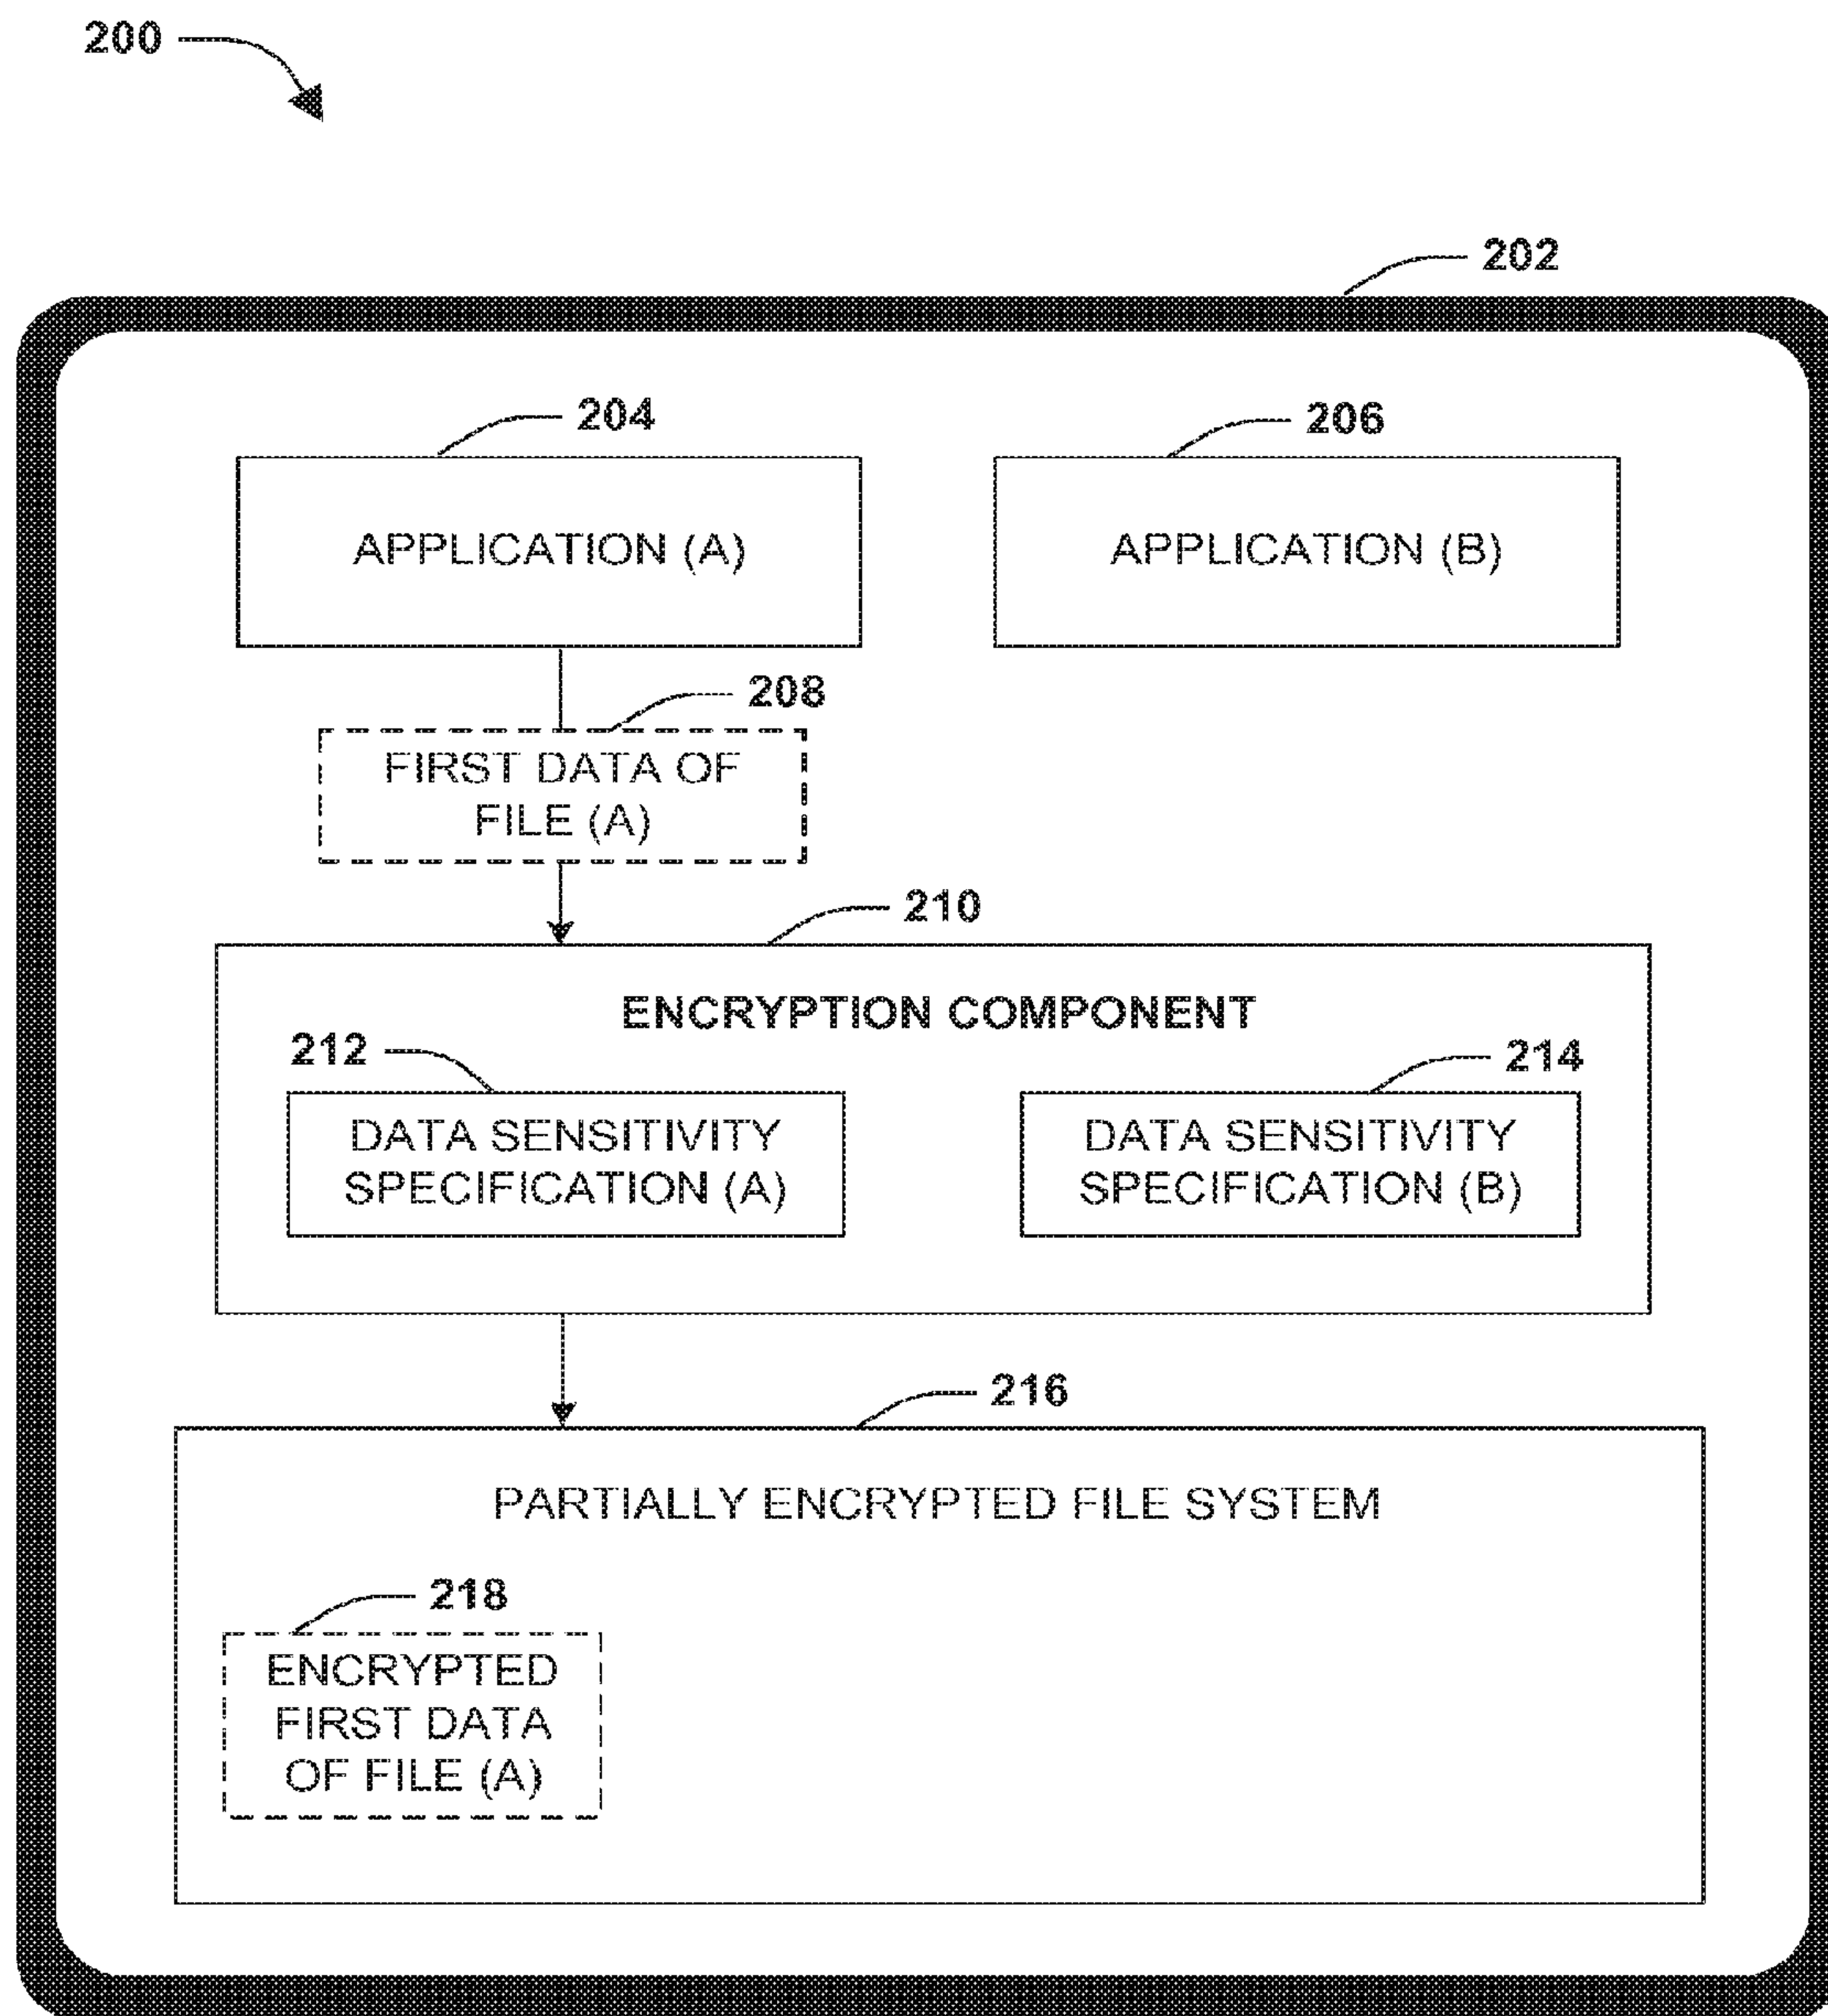 200
202
204
206
APPLICATION (A)
APPLICATION (B)
208
FIRST DATA OF
FILE (A)
210
ENCRYPTION COMPONENT
212
214
DATA SENSITIVITY
SPECIFICATION (A)
DATA SENSITIVITY
SPECIFICATION (B)
216
PARTIALLY ENCRYPTED FILE SYSTEM
218
ENCRYPTED
FIRST DATA
OF FILE (A)